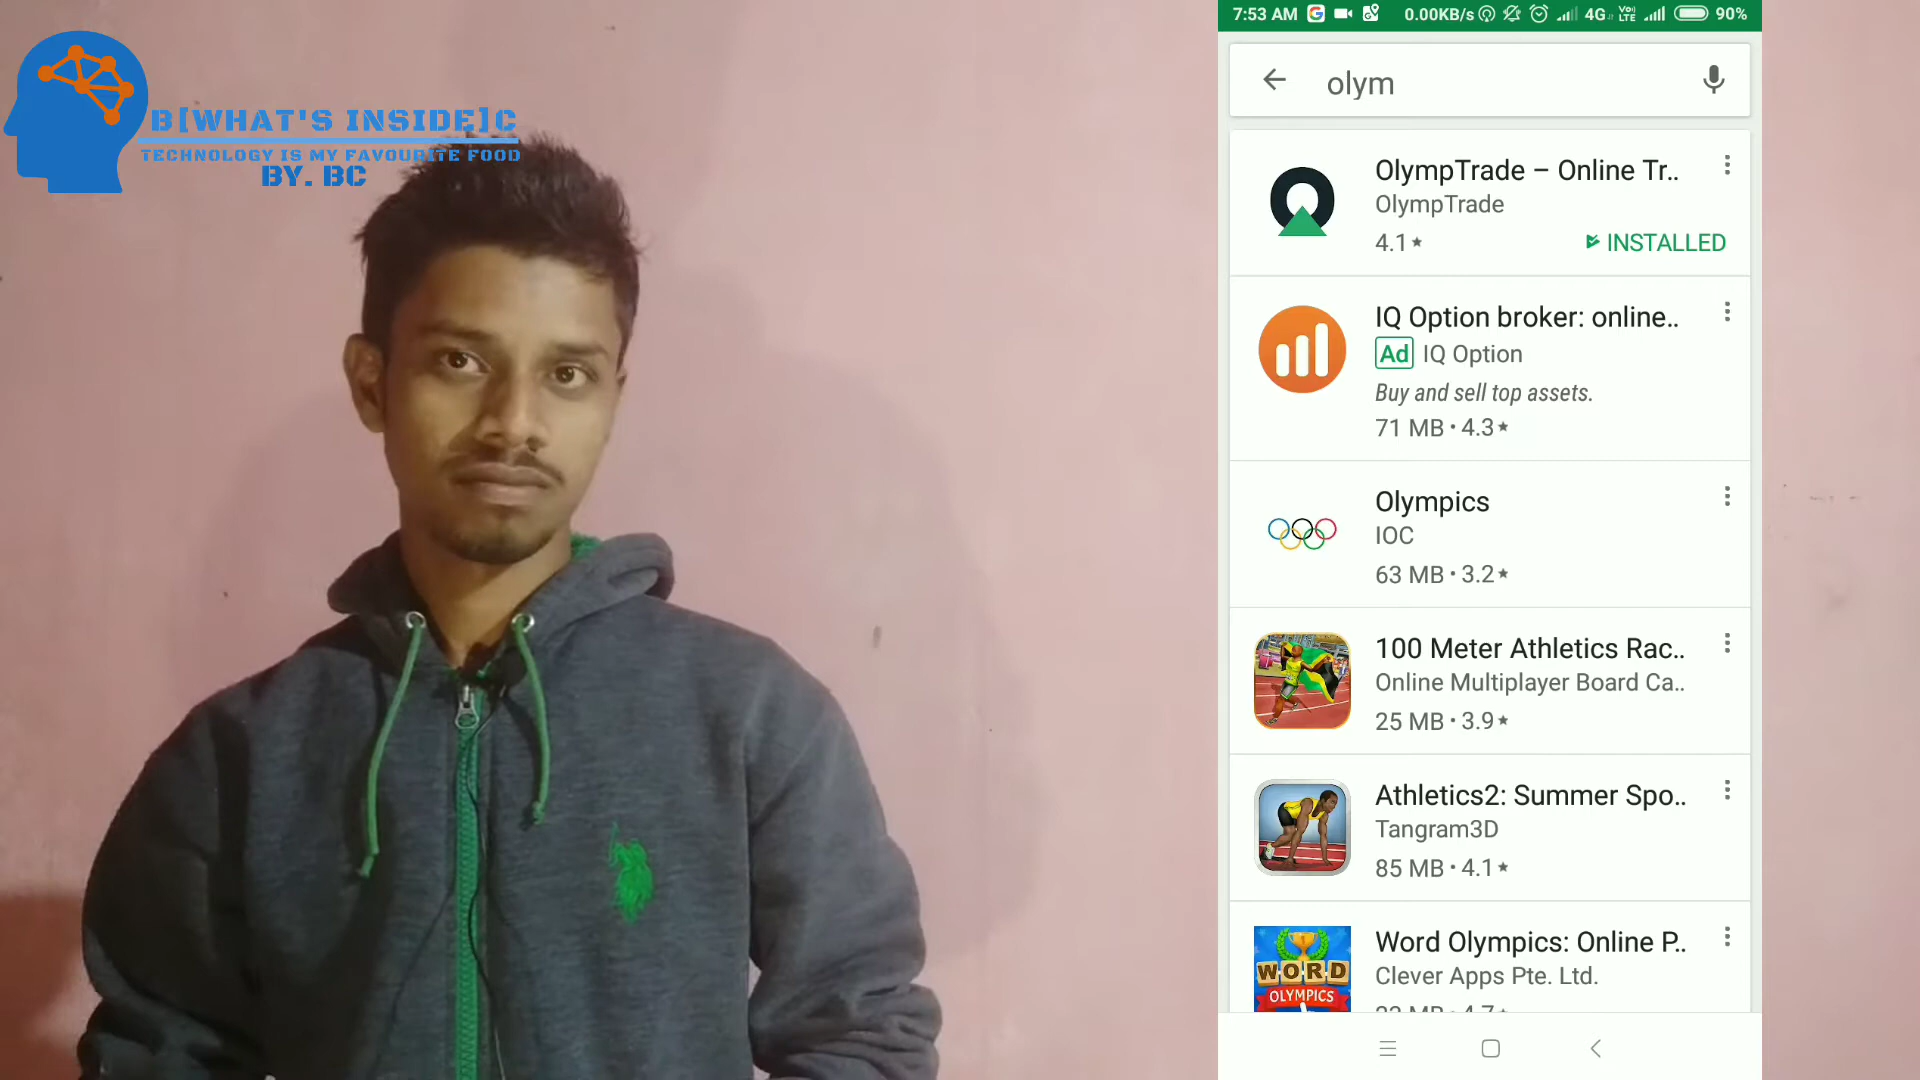 B[WHAT'S INSIDE]C
TECHNOLOGY IS MY FAVOURITE FOOD
BY. BC
7:53 AM
0.00KB/s
4G
Vo)
LTE
90%
olym
OlympTrade – Online Tr..
OlympTrade
4.1
INSTALLED
IQ Option broker: online..
Ad IQ Option
Buy and sell top assets.
71 MB • 4.3
Olympics
IOC
63 MB • 3.2
100 Meter Athletics Rac..
Online Multiplayer Board Ca..
25 MB • 3.9
Athletics2: Summer Spo..
Tangram3D
85 MB • 4.1
Word Olympics: Online P..
WORD
OLYMPICS
Clever Apps Pte. Ltd.